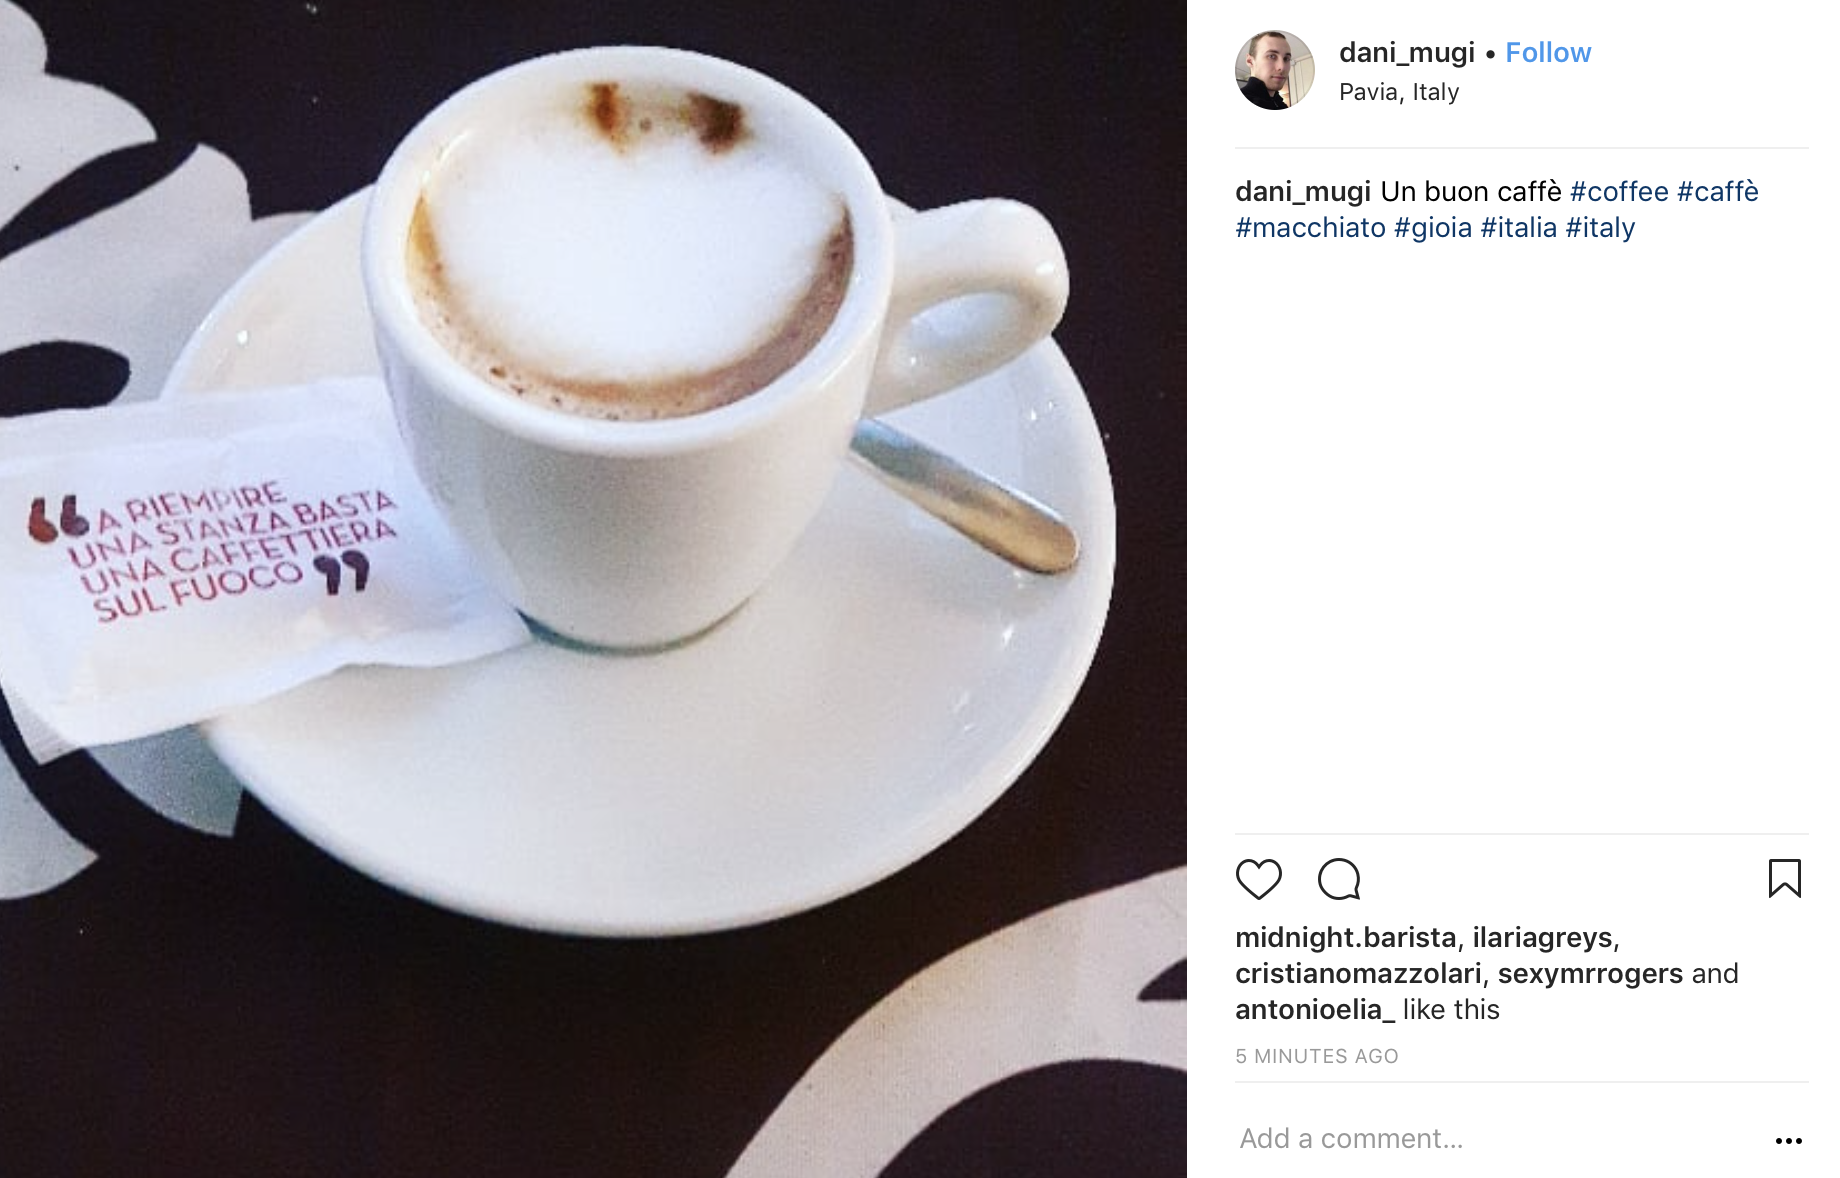 “A RIEMPIRE
UNA STANZA BASTA
UNA CAFFETTIERA
SUL FUOCO”
dani_mugi • Follow
Pavia, Italy
dani_mugi Un buon caffè #coffee #caffè
#macchiato #gioia #italia #italy
midnight.barista, ilariagreys,
cristianomazzolari, sexymrrogers and
antonioelia_ like this
5 MINUTES AGO
Add a comment...